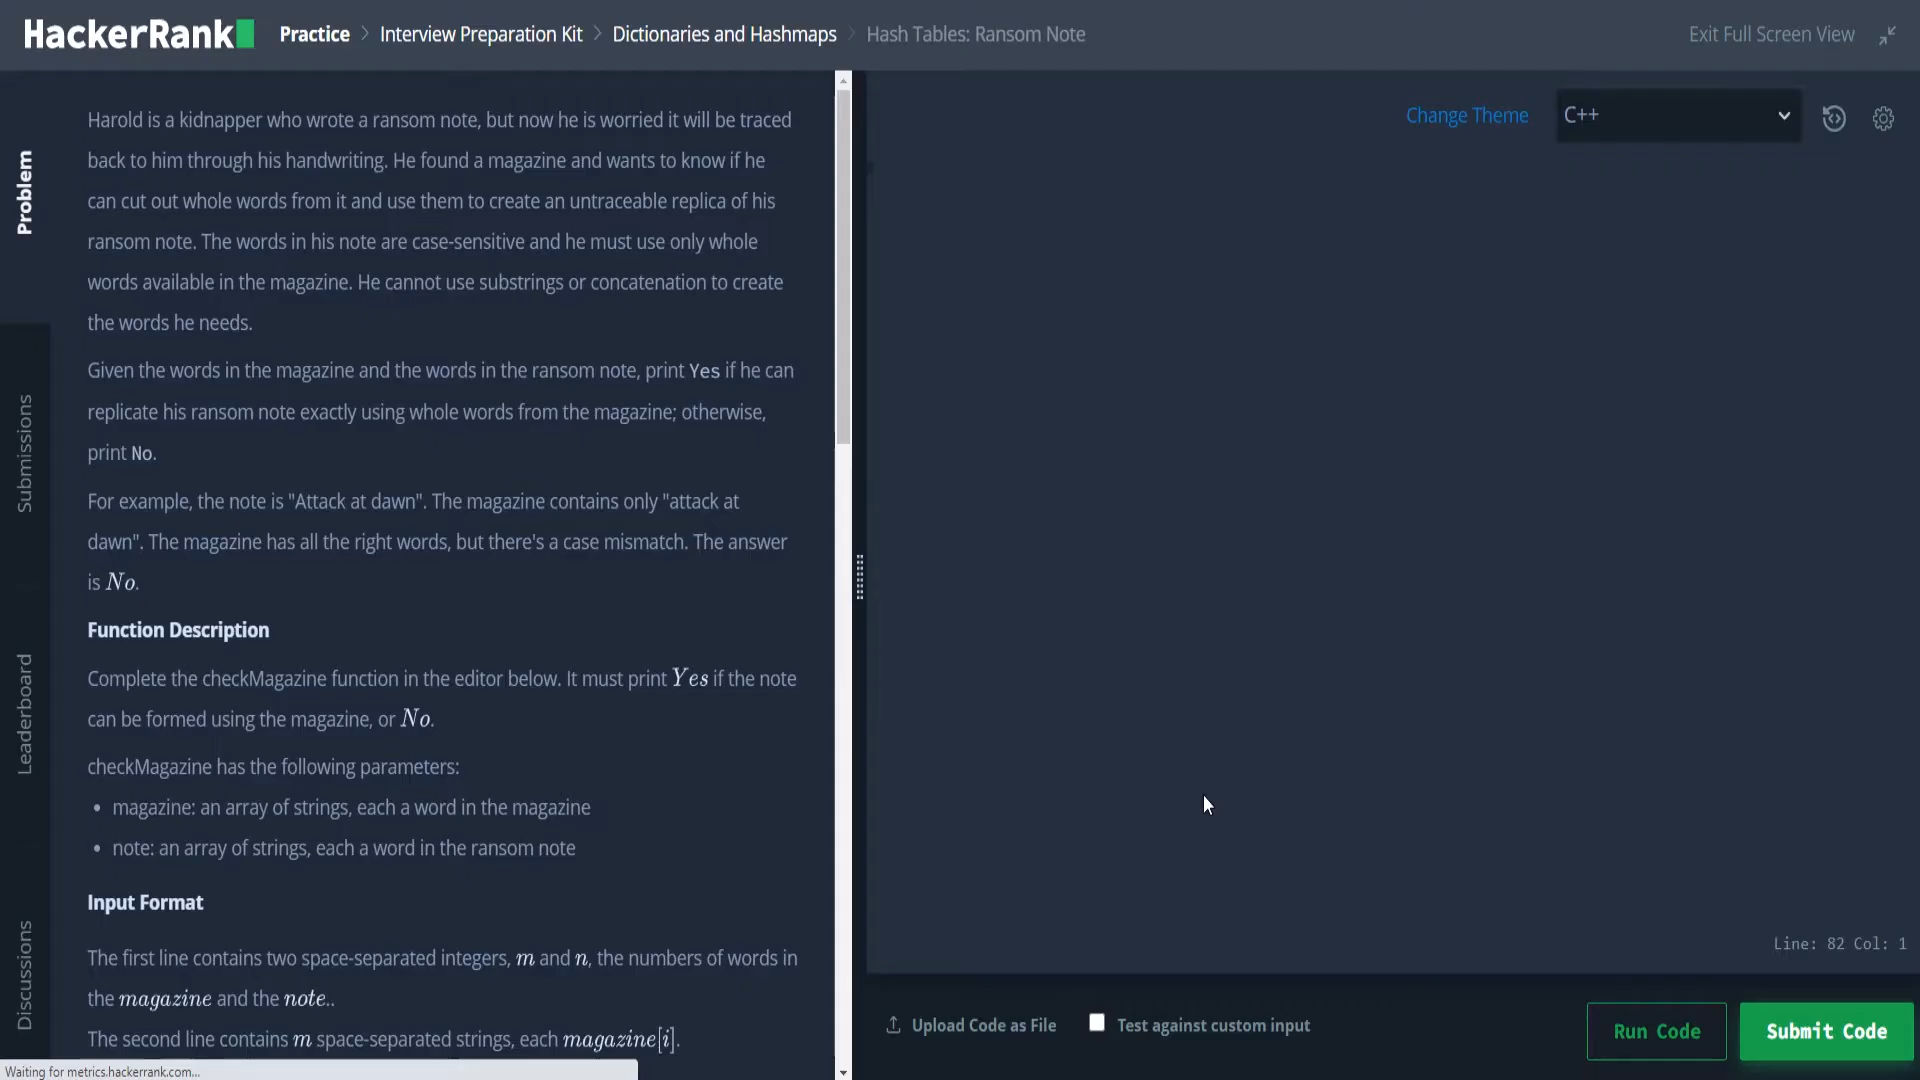 HackerRank Practice > Interview Preparation Kit > Dictionaries and Hashmaps > Hash Tables: Ransom Note Exit Full Screen View
Problem
Submissions
Leaderboard
Discussions
Harold is a kidnapper who wrote a ransom note, but now he is worried it will be traced
back to him through his handwriting. He found a magazine and wants to know if he
can cut out whole words from it and use them to create an untraceable replica of his
ransom note. The words in his note are case-sensitive and he must use only whole
words available in the magazine. He cannot use substrings or concatenation to create
the words he needs.
Given the words in the magazine and the words in the ransom note, print Yes if he can
replicate his ransom note exactly using whole words from the magazine; otherwise,
print No.
For example, the note is "Attack at dawn". The magazine contains only "attack at
dawn". The magazine has all the right words, but there's a case mismatch. The answer
is No.
Function Description
Complete the checkMagazine function in the editor below. It must print Yes if the note
can be formed using the magazine, or No.
checkMagazine has the following parameters:
• magazine: an array of strings, each a word in the magazine
• note: an array of strings, each a word in the ransom note
Input Format
The first line contains two space-separated integers, m and n, the numbers of words in
the magazine and the note..
The second line contains m space-separated strings, each magazine[i].
Waiting for metrics.hackerrank.com...
Change Theme C++
Line: 82 Col: 1
Upload Code as File Test against custom input Run Code Submit Code